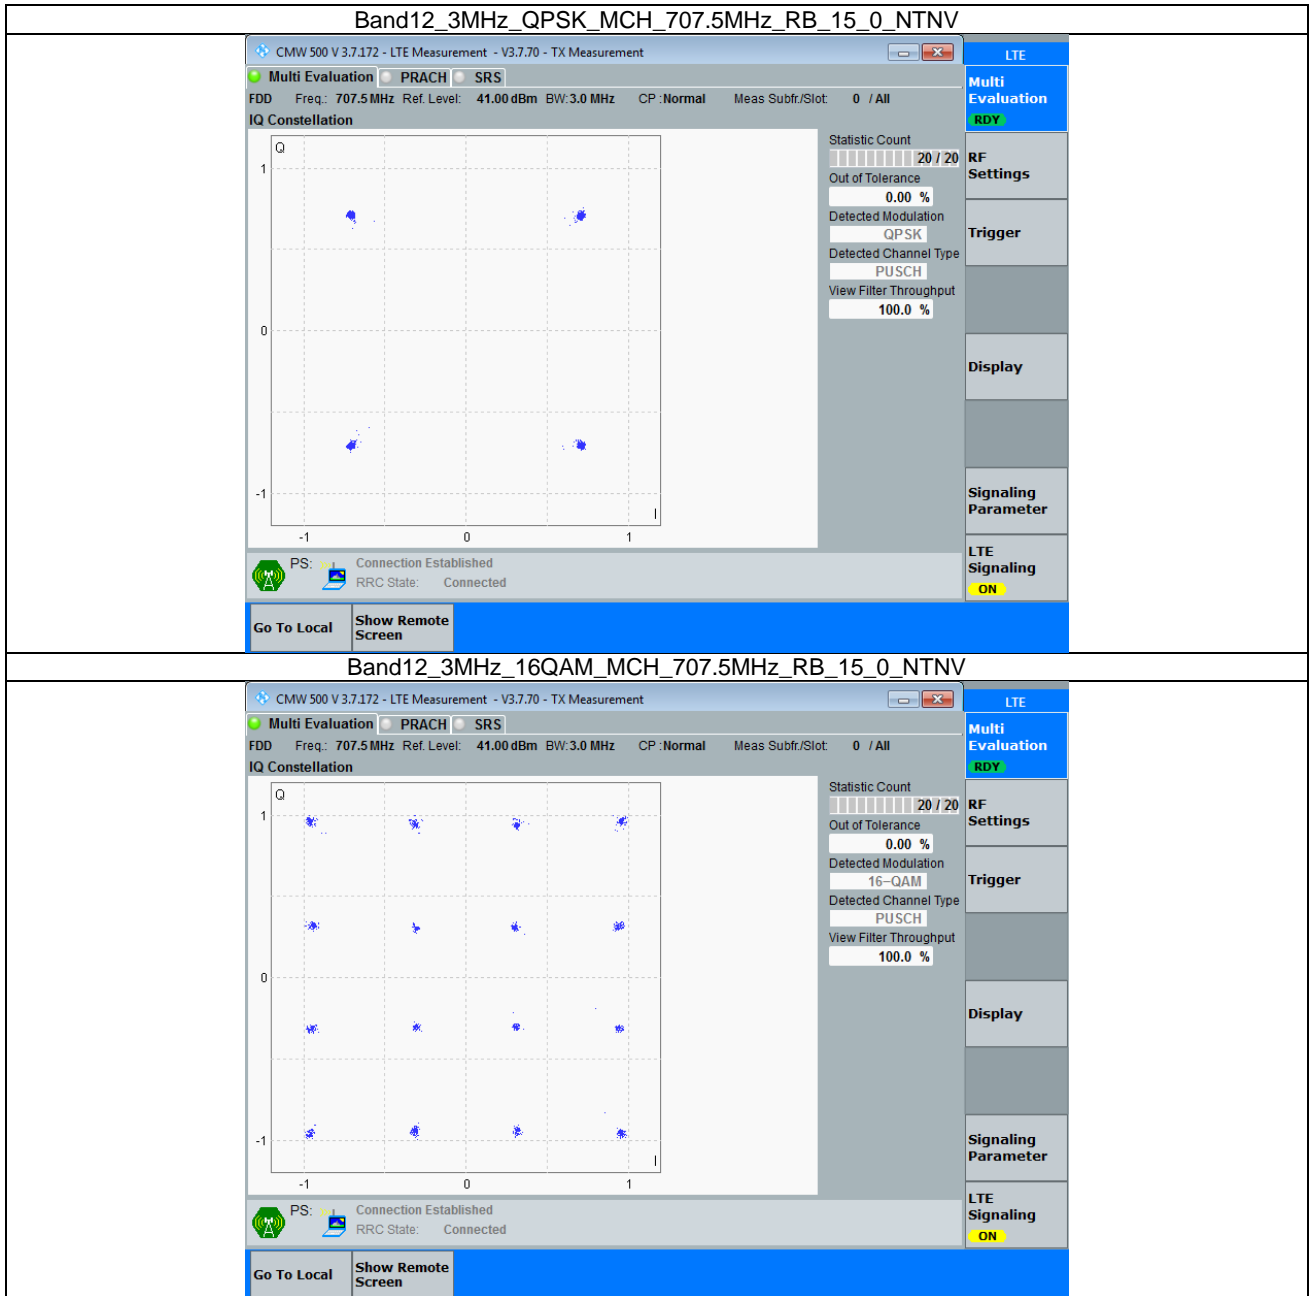 Band12_3MHz_QPSK_MCH_707.5MHz_RB_15_0_NTNV
CMW 500 V 3.7.172 - LTE Measurement - V3.7.70 - TX Measurement
LTE
Multi Evaluation PRACH SRS
Multi
Evaluation
RDY
FDD Freq.: 707.5 MHz Ref. Level: 41.00 dBm BW: 3.0 MHz CP : Normal Meas Subfr./Slot: 0 / All
IQ Constellation
Q
1
0
-1
I
-1 0 1
Statistic Count
20 / 20
Out of Tolerance
0.00 %
Detected Modulation
QPSK
Detected Channel Type
PUSCH
View Filter Throughput
100.0 %
RF
Settings
Trigger
Display
Signaling
Parameter
LTE
Signaling
ON
PS: Connection Established
RRC State: Connected
Go To Local
Show Remote
Screen
Band12_3MHz_16QAM_MCH_707.5MHz_RB_15_0_NTNV
CMW 500 V 3.7.172 - LTE Measurement - V3.7.70 - TX Measurement
LTE
Multi Evaluation PRACH SRS
Multi
Evaluation
RDY
FDD Freq.: 707.5 MHz Ref. Level: 41.00 dBm BW: 3.0 MHz CP : Normal Meas Subfr./Slot: 0 / All
IQ Constellation
Q
1
0
-1
I
-1 0 1
Statistic Count
20 / 20
Out of Tolerance
0.00 %
Detected Modulation
16-QAM
Detected Channel Type
PUSCH
View Filter Throughput
100.0 %
RF
Settings
Trigger
Display
Signaling
Parameter
LTE
Signaling
ON
PS: Connection Established
RRC State: Connected
Go To Local
Show Remote
Screen